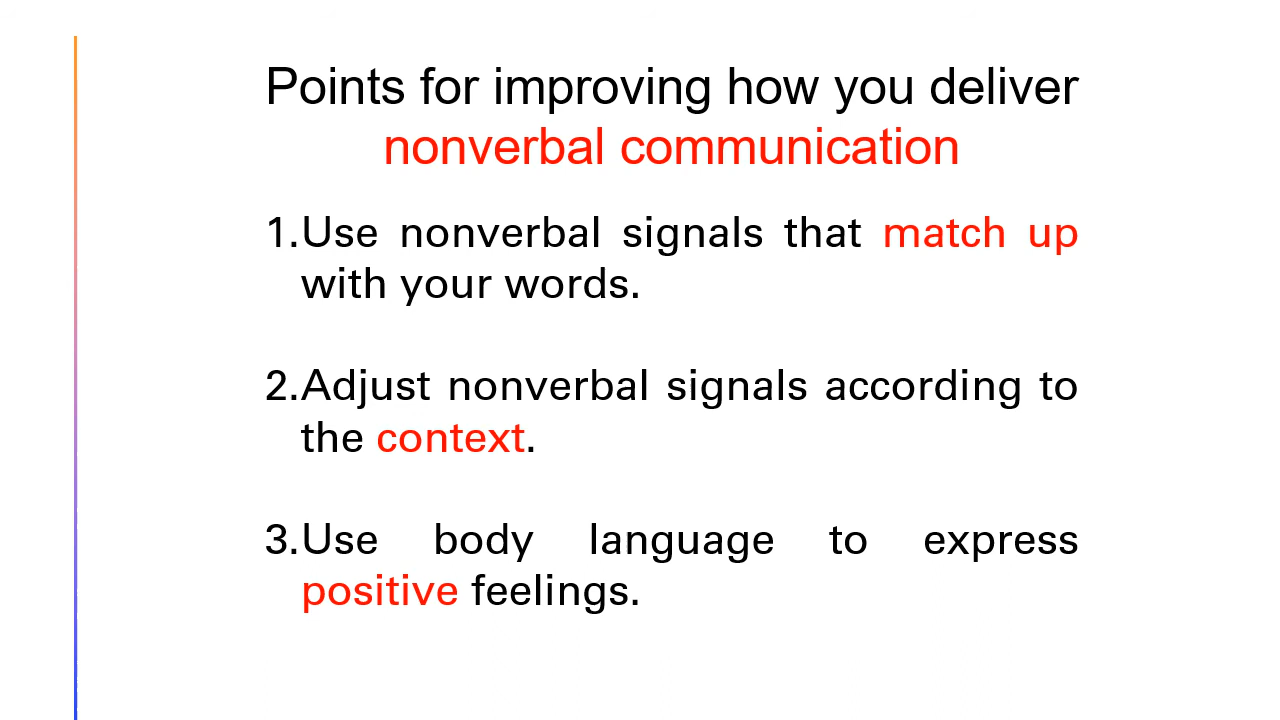 Points for improving how you deliver
nonverbal communication
1.Use nonverbal signals that match up
with your words.
2.Adjust nonverbal signals according to
the context.
3.Use body language to express
positive feelings.